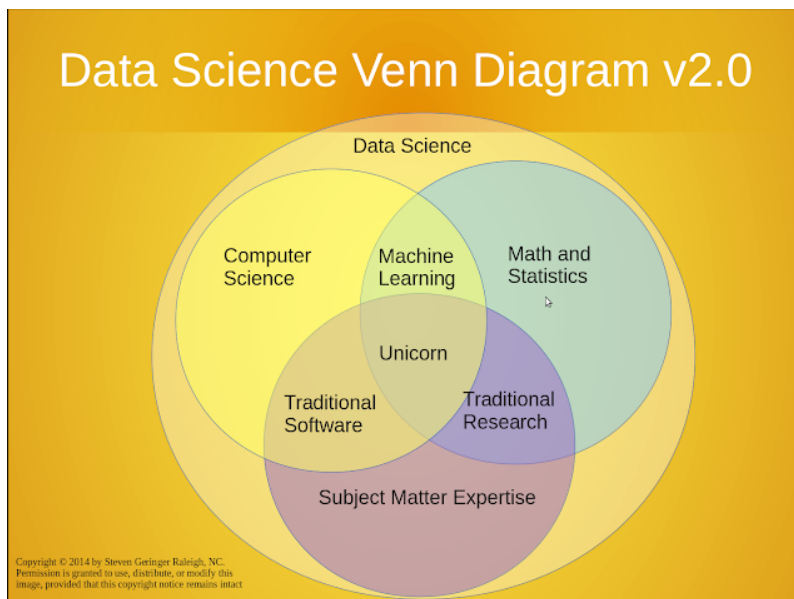 Data Science Venn Diagram v2.0
Data Science
Computer
Science
Machine
Learning
Math and
Statistics
Unicorn
Traditional
Software
Traditional
Research
Subject Matter Expertise
Copyright © 2014 by Steven Geringer Raleigh, NC.
Permission is granted to use, distribute, or modify this
image, provided that this copyright notice remains intact